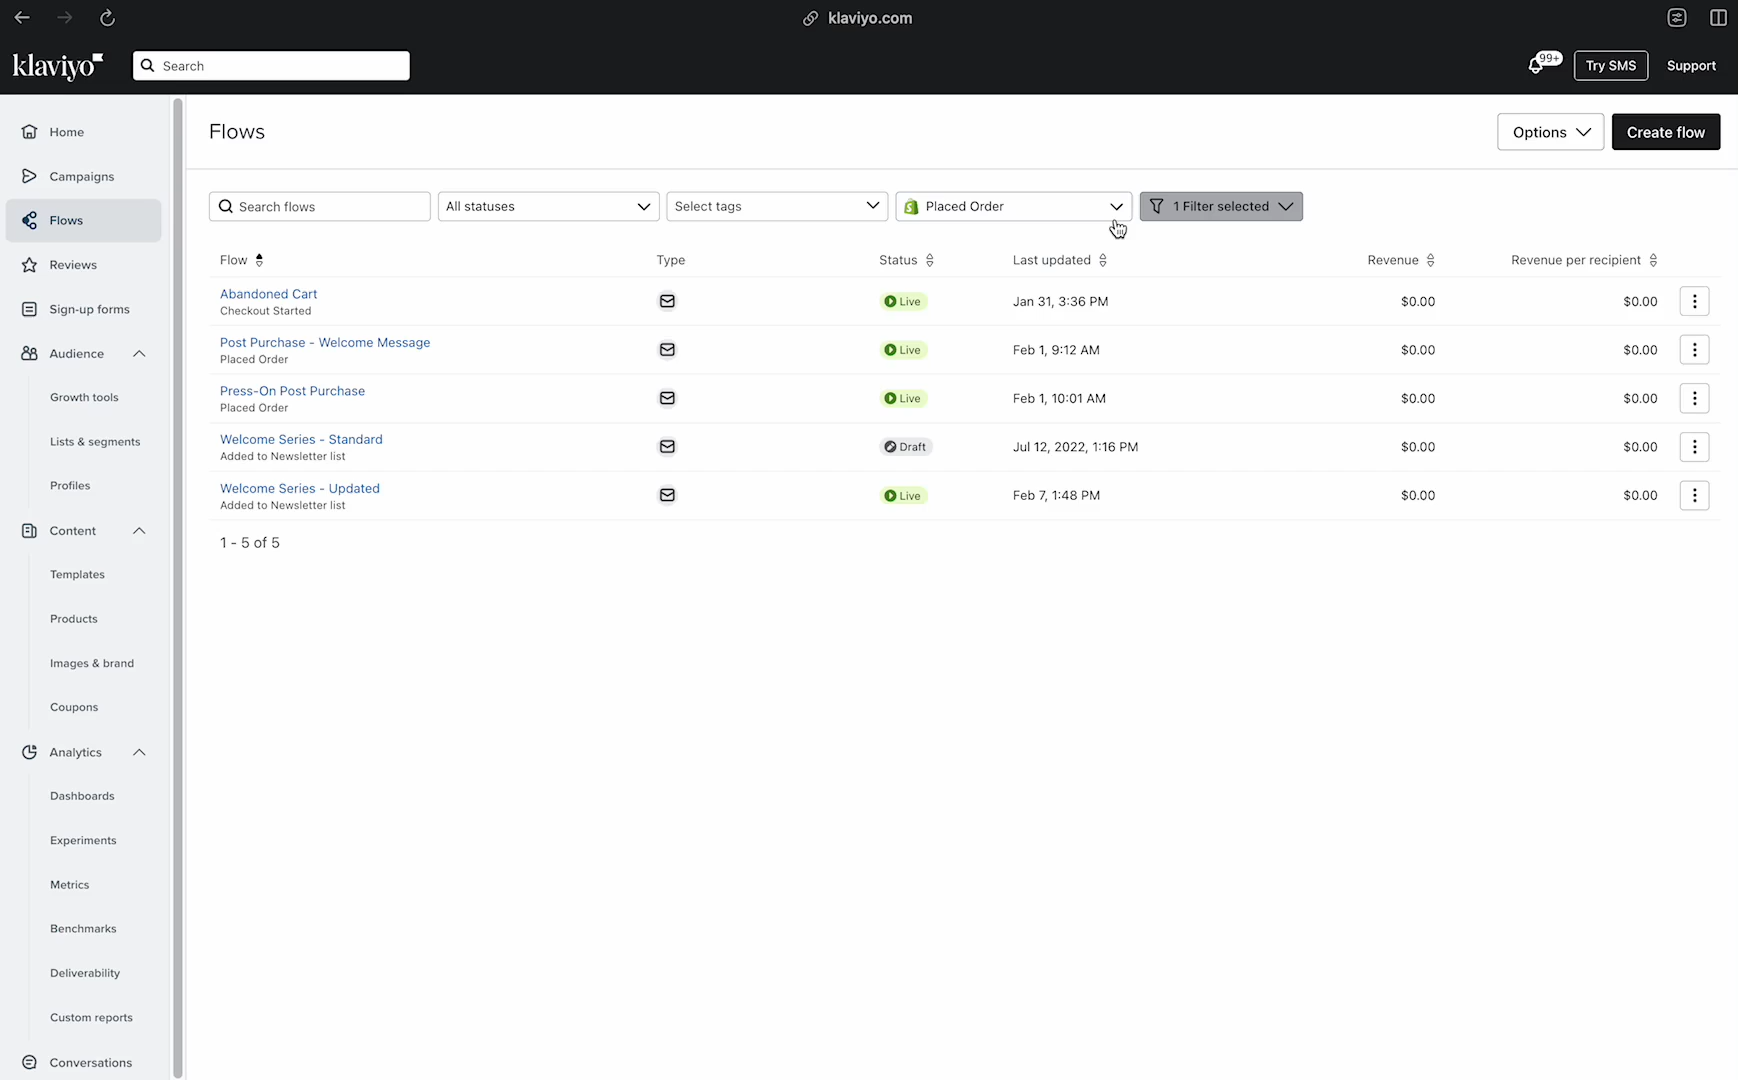 klaviyo.com
klaviyo
Search
99+
Try SMS
Support
Home
Campaigns
Flows
Reviews
Sign-up forms
Audience
Growth tools
Lists & segments
Profiles
Content
Templates
Products
Images & brand
Coupons
Analytics
Dashboards
Experiments
Metrics
Benchmarks
Deliverability
Custom reports
Conversations
Flows
Options
Create flow
Search flows
All statuses
Select tags
Placed Order
1 Filter selected
Flow Type Status Last updated Revenue Revenue per recipient
Abandoned Cart
Checkout Started
Live Jan 31, 3:36 PM $0.00 $0.00
Post Purchase - Welcome Message
Placed Order
Live Feb 1, 9:12 AM $0.00 $0.00
Press-On Post Purchase
Placed Order
Live Feb 1, 10:01 AM $0.00 $0.00
Welcome Series - Standard
Added to Newsletter list
Draft Jul 12, 2022, 1:16 PM $0.00 $0.00
Welcome Series - Updated
Added to Newsletter list
Live Feb 7, 1:48 PM $0.00 $0.00
1 - 5 of 5